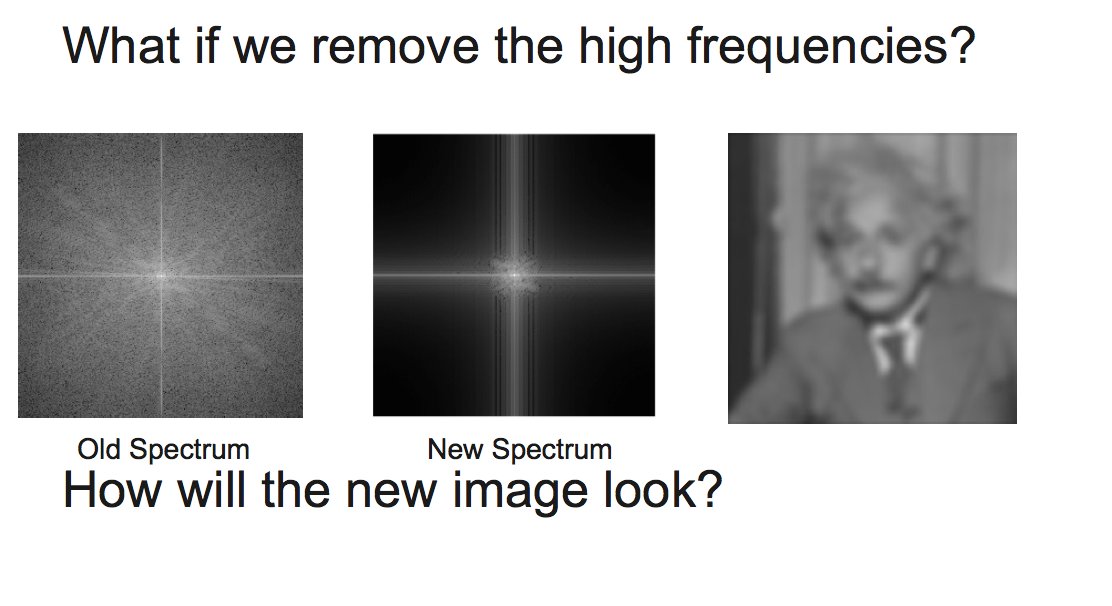 What if we remove the high frequencies?
Old Spectrum
New Spectrum
How will the new image look?